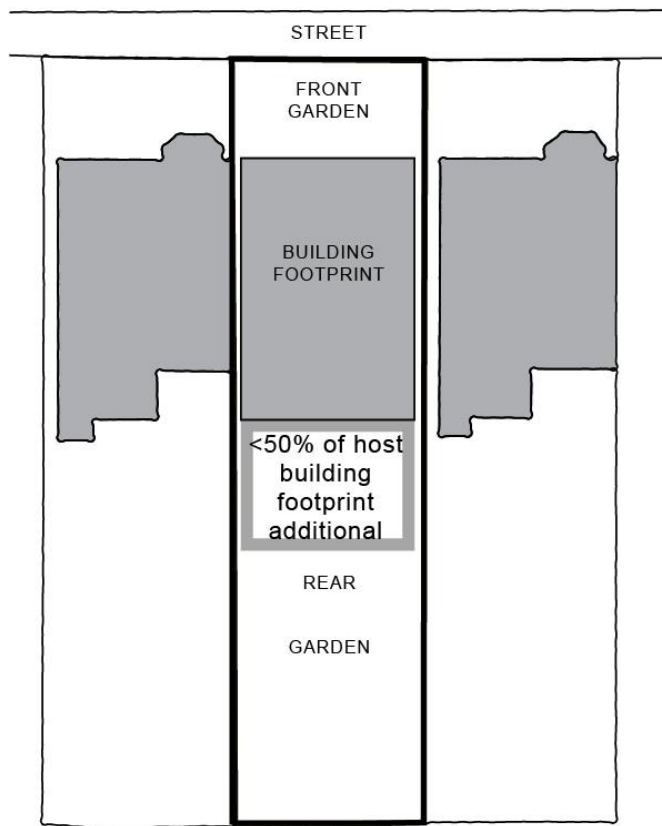 STREET
FRONT
GARDEN
BUILDING
FOOTPRINT
<50% of host
building
footprint
additional
REAR
GARDEN